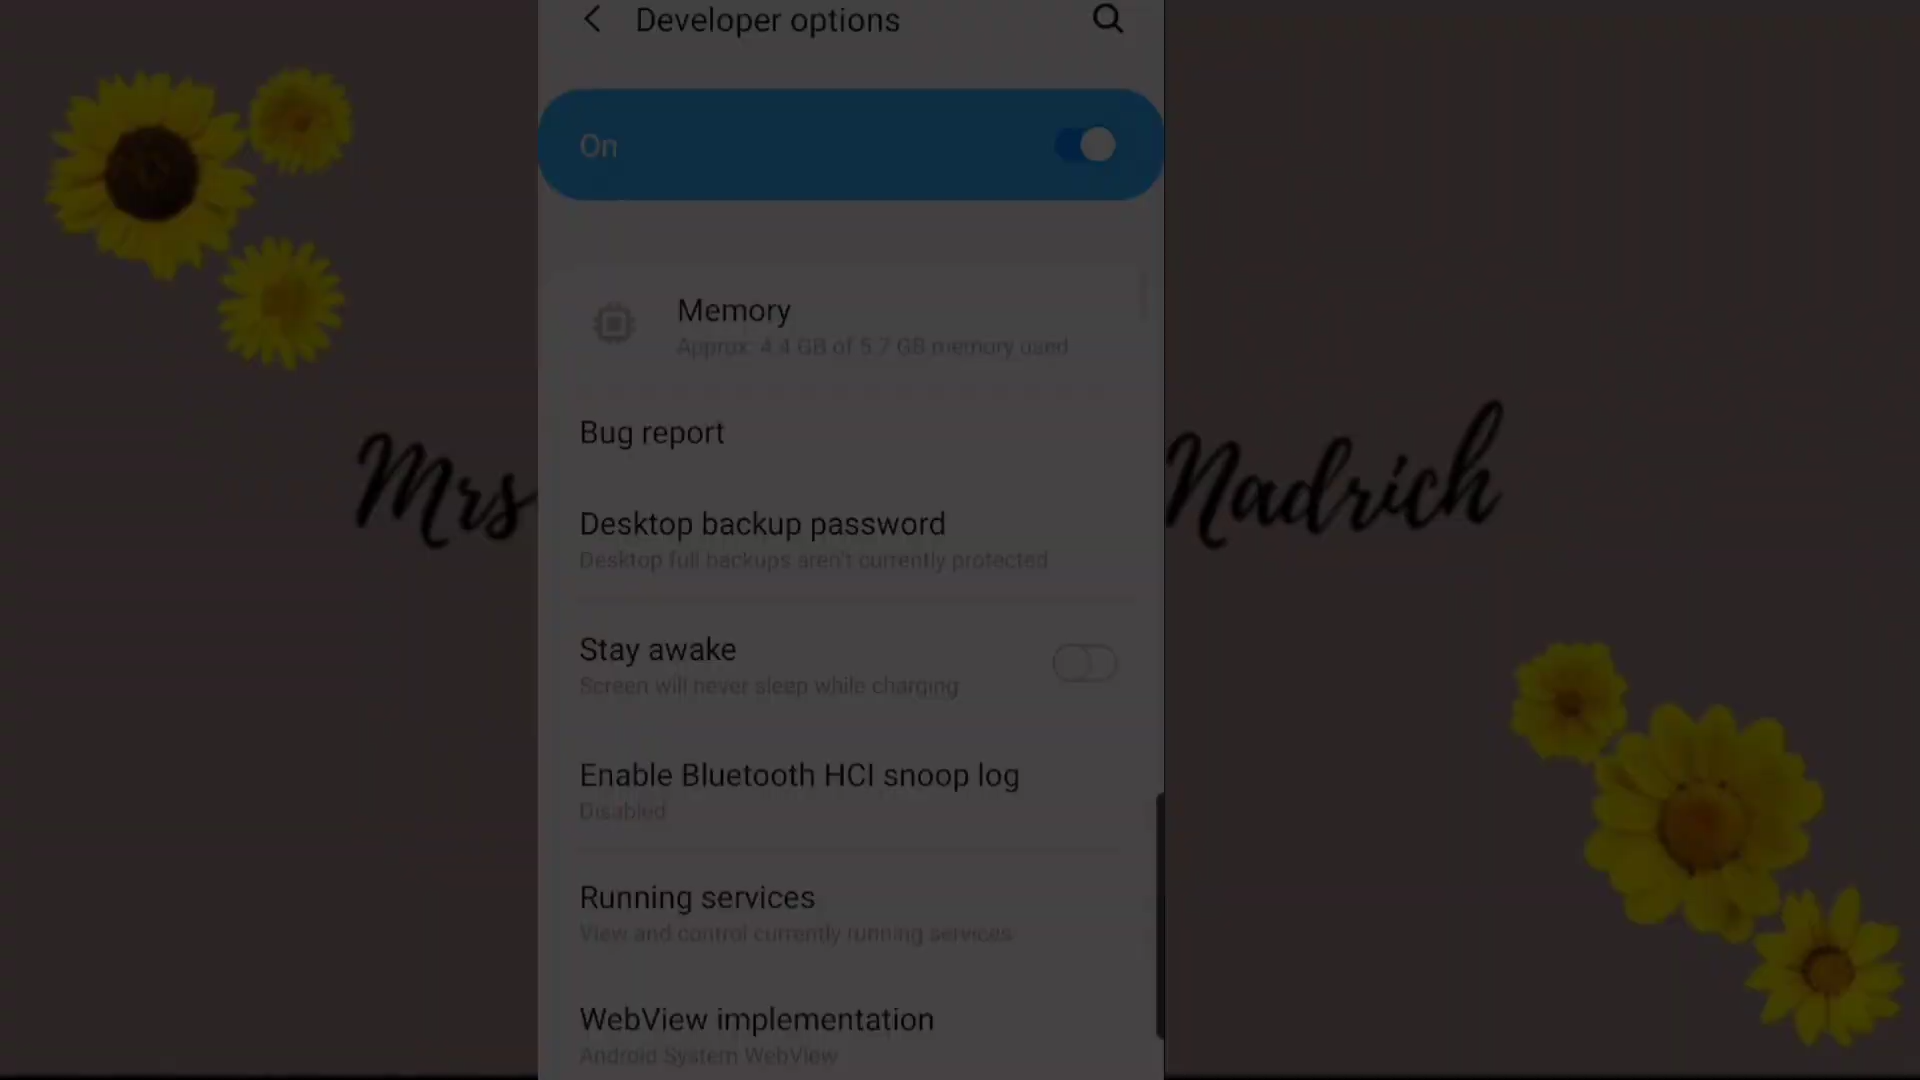 Developer options
On
Memory
Approx. 4.4 GB of 5.7 GB memory used
Bug report
Mrs
Nadrich
Desktop backup password
Desktop full backups aren't currently protected
Stay awake
Screen will never sleep while charging
Enable Bluetooth HCI snoop log
Disabled
Running services
View and control currently running services
WebView implementation
Android System WebView